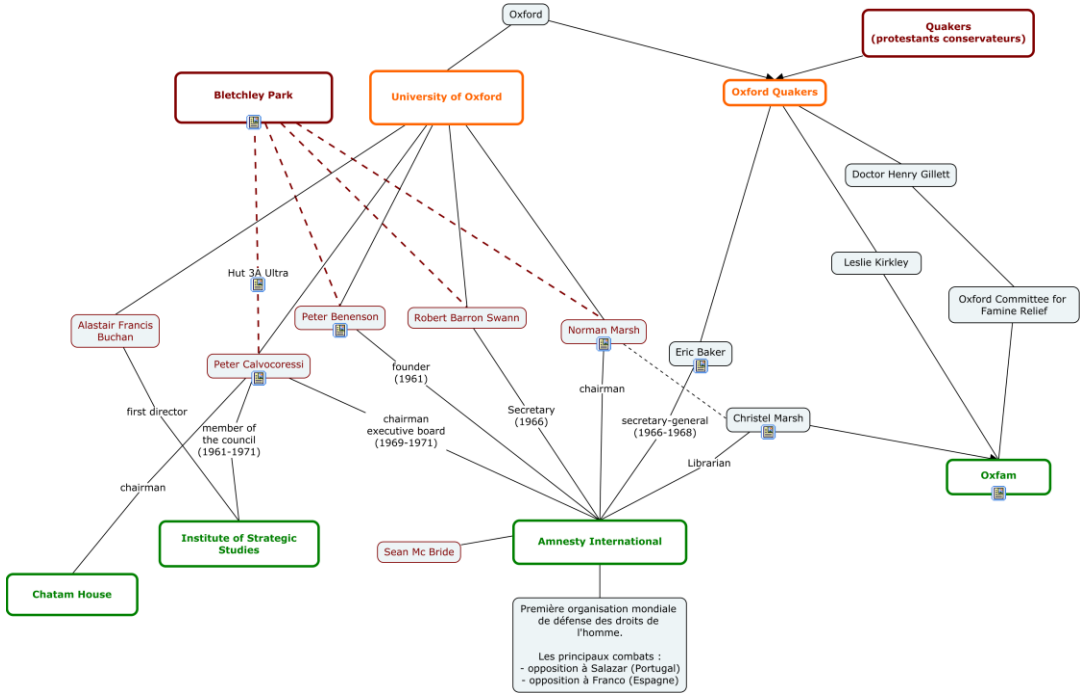 Oxford
Quakers
(protestants conservateurs)
Bletchley Park
University of Oxford
Oxford Quakers
Doctor Henry Gillett
Leslie Kirkley
Hut 3A Ultra
Oxford Committee for
Famine Relief
Alastair Francis
Buchan
Peter Benenson
Robert Barron Swann
Norman Marsh
Eric Baker
Peter Calvocoressi
founder
(1961)
chairman
first director
member of
the council
(1961-1971)
chairman
executive board
(1969-1971)
Secretary
(1966)
secretary-general
(1966-1968)
Christel Marsh
Librarian
chairman
Oxfam
Institute of Strategic
Studies
Amnesty International
Sean Mc Bride
Chatam House
Première organisation mondiale
de défense des droits de
l'homme.
Les principaux combats :
- opposition à Salazar (Portugal)
- opposition à Franco (Espagne)